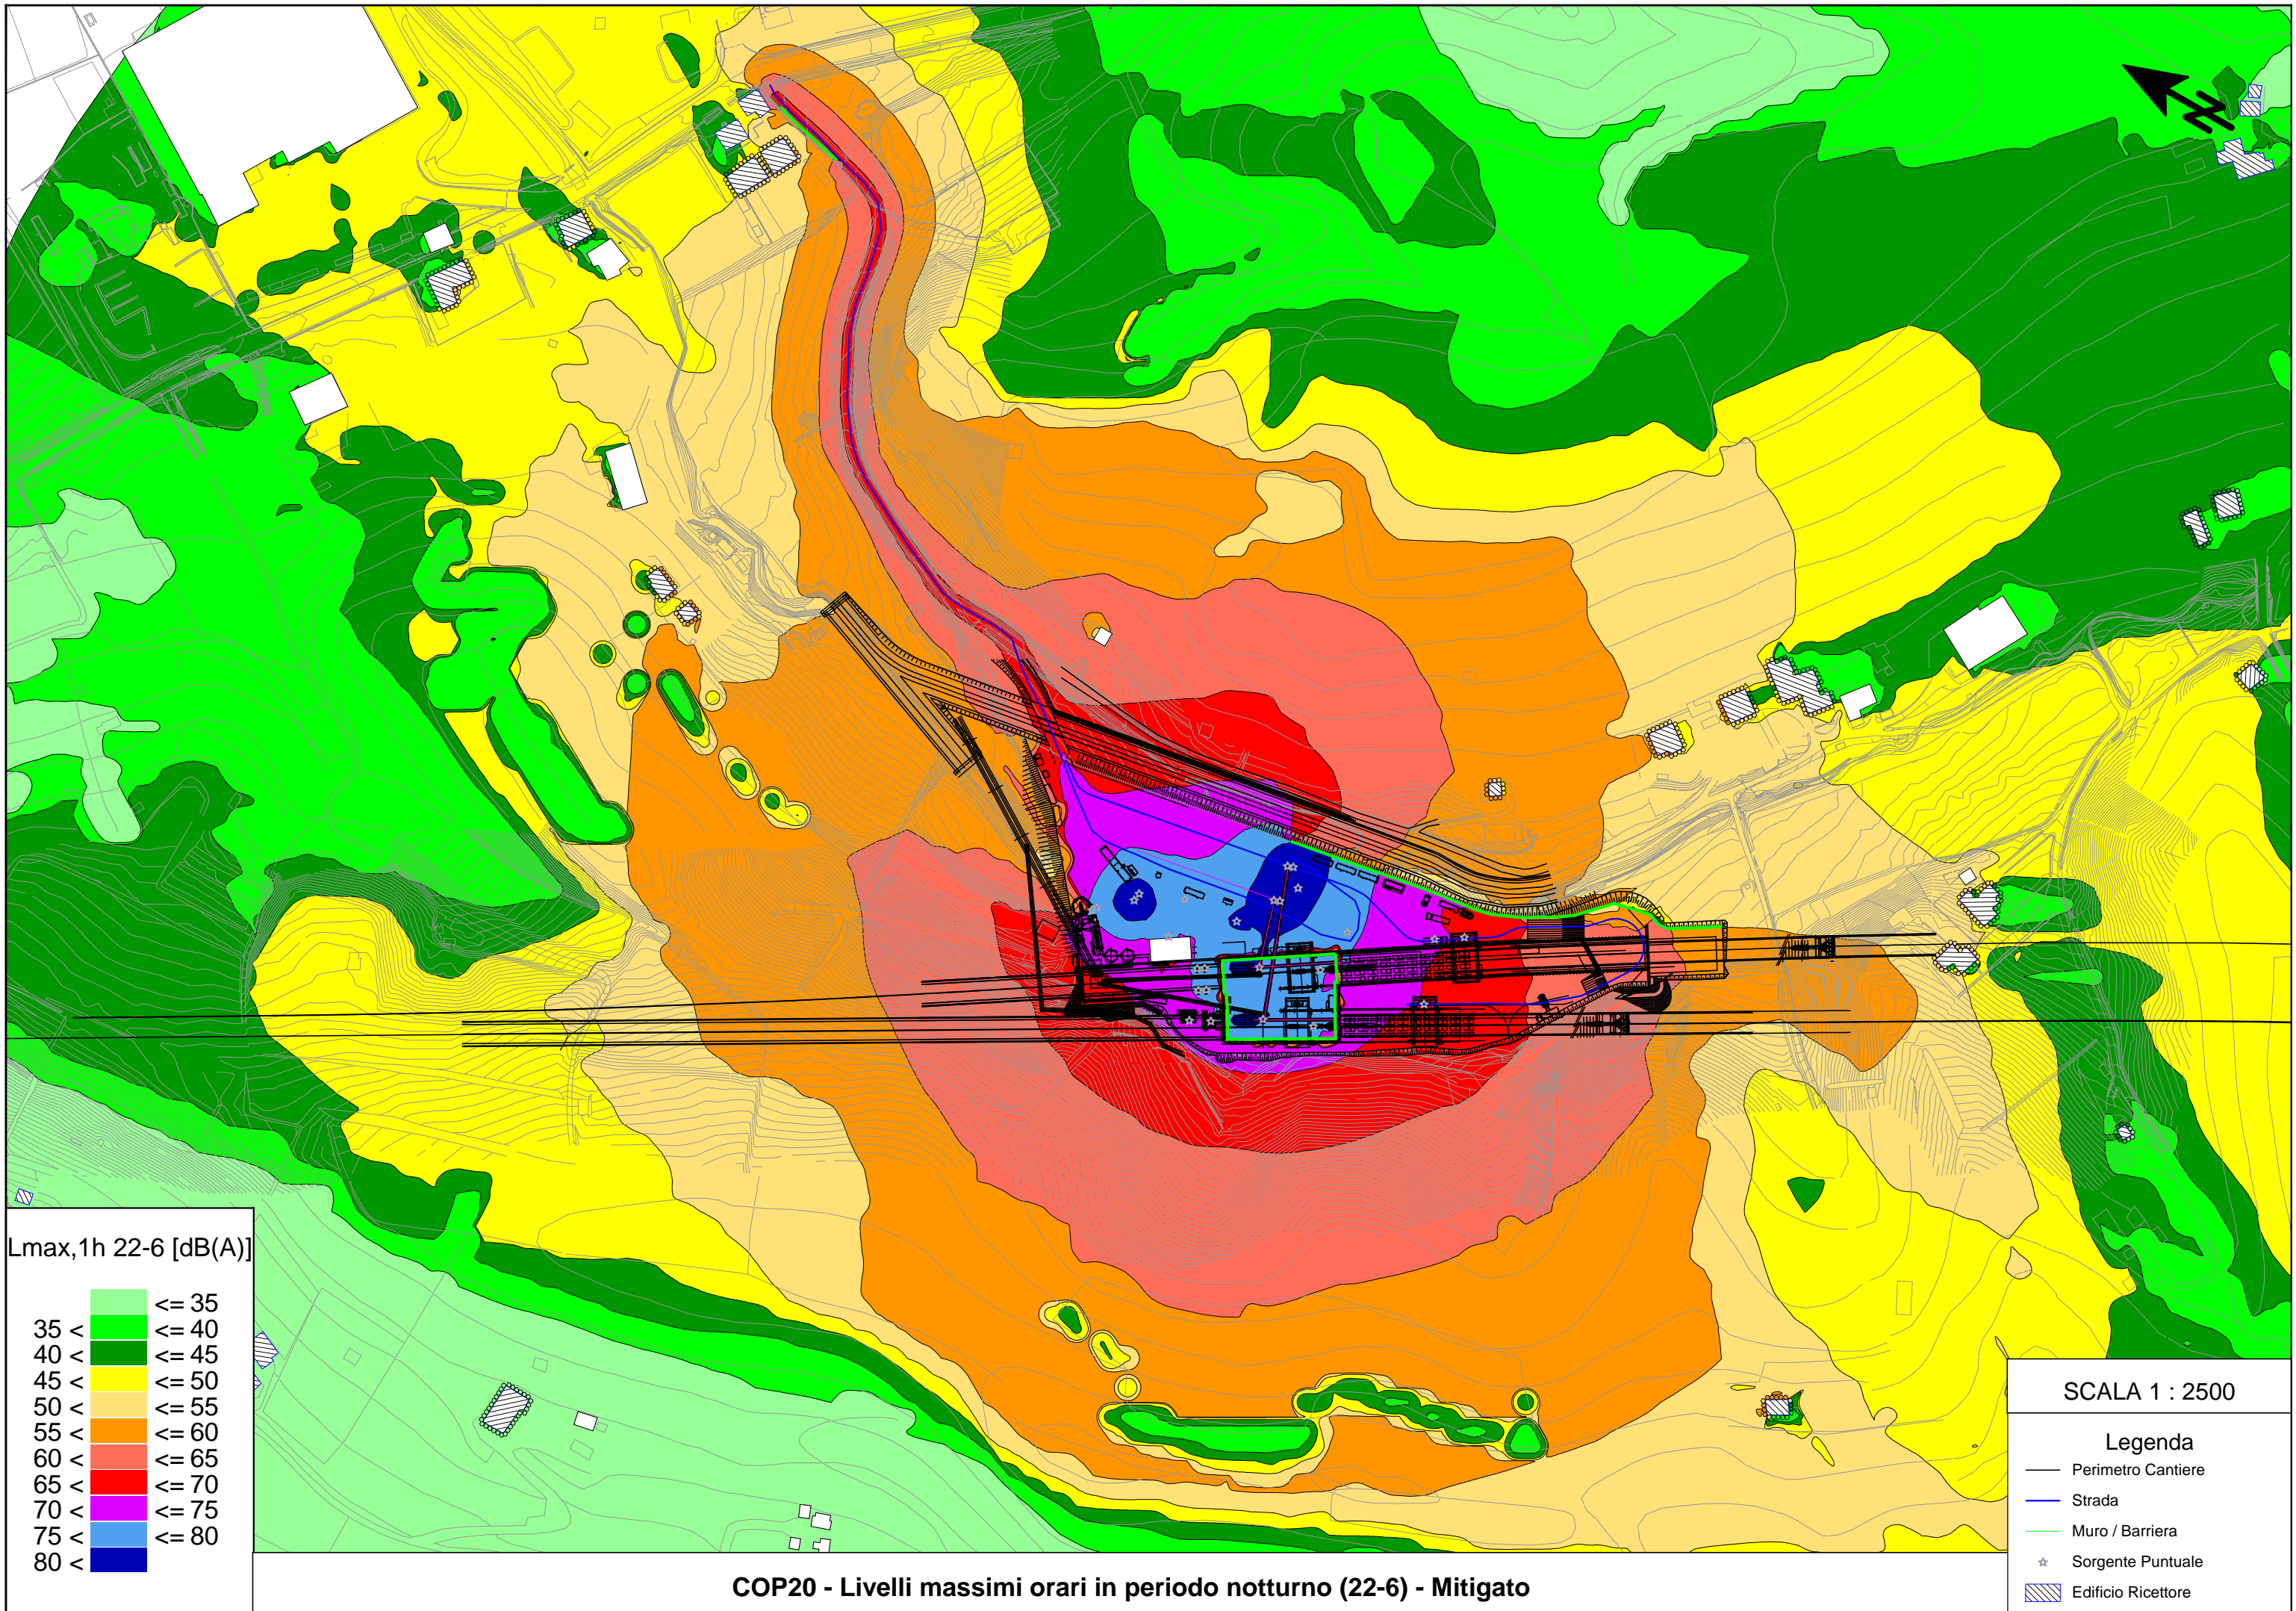 N
Lmax,1h 22-6 [dB(A)]
<= 35
35 < <= 40
40 < <= 45
45 < <= 50
50 < <= 55
55 < <= 60
60 < <= 65
65 < <= 70
70 < <= 75
75 < <= 80
80 <
SCALA 1 : 2500
Legenda
Perimetro Cantiere
Strada
Muro / Barriera
Sorgente Puntuale
Edificio Ricettore
COP20 - Livelli massimi orari in periodo notturno (22-6) - Mitigato